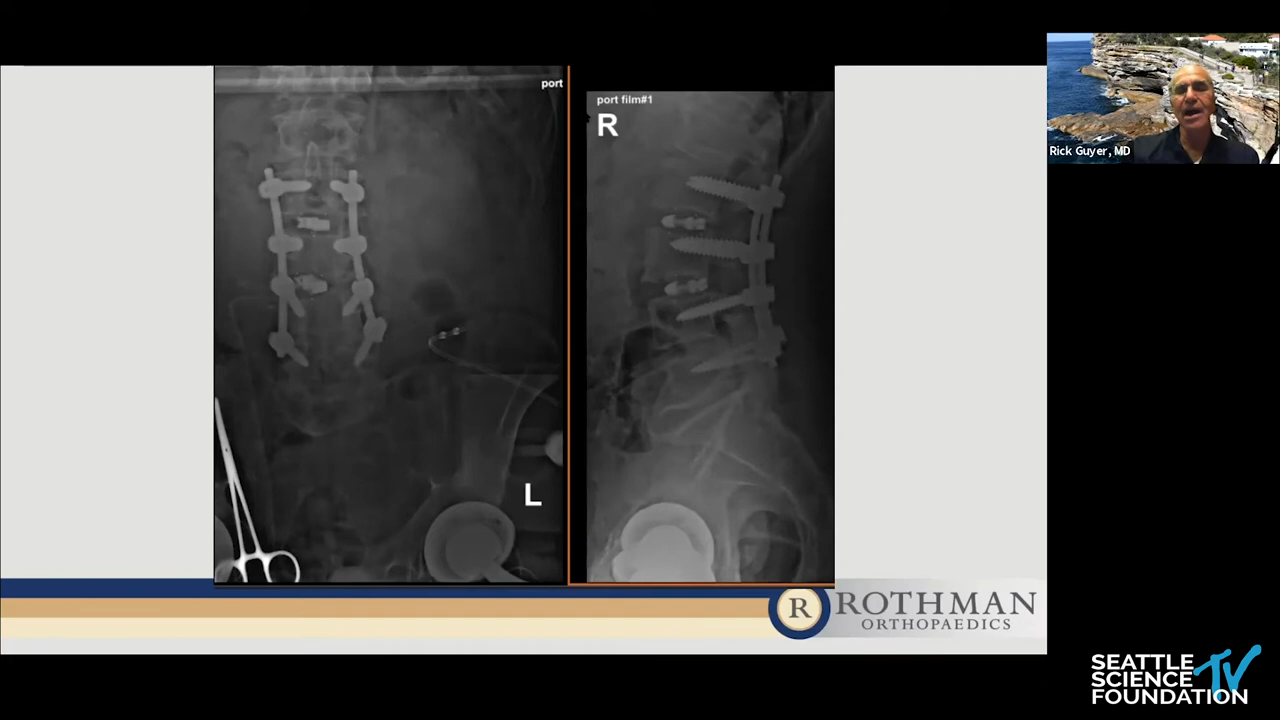 port
port film#1
R
Rick Guyer, MD
L
R ROTHMAN
ORTHOPAEDICS
SEATTLE
SCIENCE TV
FOUNDATION